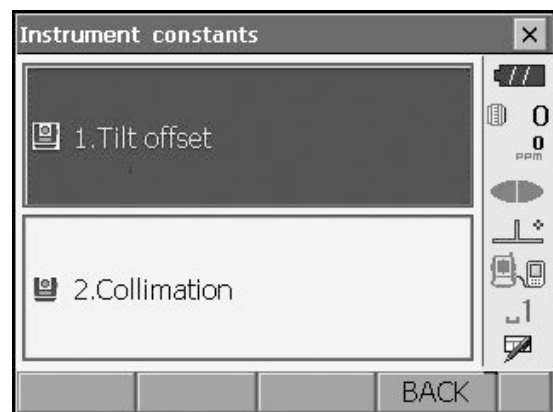 Instrument constants
1.Tilt offset
2.Collimation
0
0
PPM
1
BACK